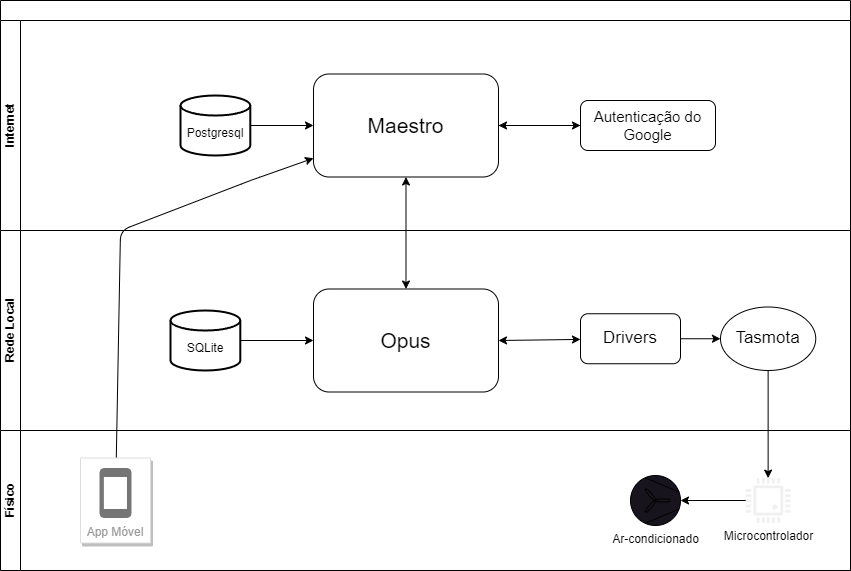 Internet
Postgresql
Maestro
Autenticação do
Google
Rede Local
SQLite
Opus
Drivers
Tasmota
Físico
App Móvel
Ar-condicionado
Microcontrolador